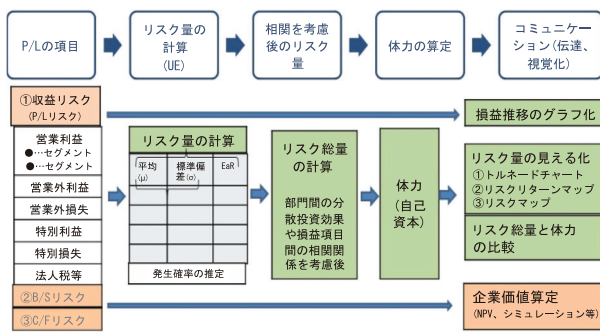 P/Lの項目
リスク量の
計算
(UE)
相関を考慮
後のリスク
量
体力の算定
コミュニケー
ション(伝達、
視覚化)
①収益リスク
(P/Lリスク)
営業利益
●…セグメント
●…セグメント
営業外利益
営業外損失
特別利益
特別損失
法人税等
②B/Sリスク
③C/Fリスク
リスク量の計算
平均
(μ)
標準偏
差(σ)
EaR
発生確率の推定
リスク総量
の計算
部門間の分
散投資効果
や損益項目
間の相関関
係を考慮後
体力
(自己
資本)
損益推移のグラフ化
リスク量の見える化
①トルネードチャート
②リスクリターンマップ
③リスクマップ
リスク総量と体力
の比較
企業価値算定
(NPV、シミュレーション等)